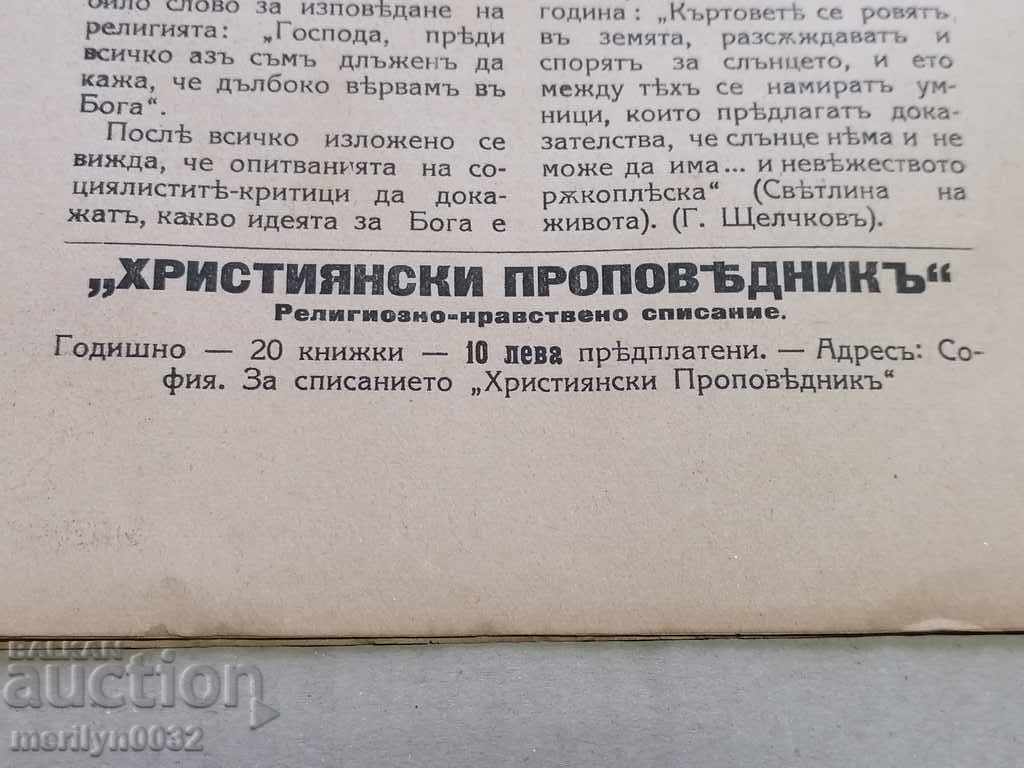 било слово за изповѣдане на
религията: „Господа, прѣди
всичко азъ съмъ длъженъ да
кажа, че дълбоко вѣрвамъ въ
Бога“.
Послѣ всичко изложено се
вижда, че опитванията на со-
циялиститѣ-критици да дока-
жатъ, какво идеята за Бога е
година: „Къртоветѣ се ровятъ
въ земята, разсѫждаватъ и
спорятъ за слънцето, и ето
между тѣхъ се намиратъ ум-
ници, които прѣдлагатъ дока-
зателства, че слънце нѣма и не
може да има... и невѣжеството
рѫкоплѣска“ (Свѣтлина на
живота). (Г. Щелчковъ).
„ХРИСТИЯНСКИ ПРОПОВѢДНИКЪ“
Религиозно-нравствено списание.
Годишно — 20 книжки — 10 лева прѣдплатени. — Адресъ: Со-
фия. За списанието „Християнски Проповѣдникъ“
BALKAN
auction
merilyn0032